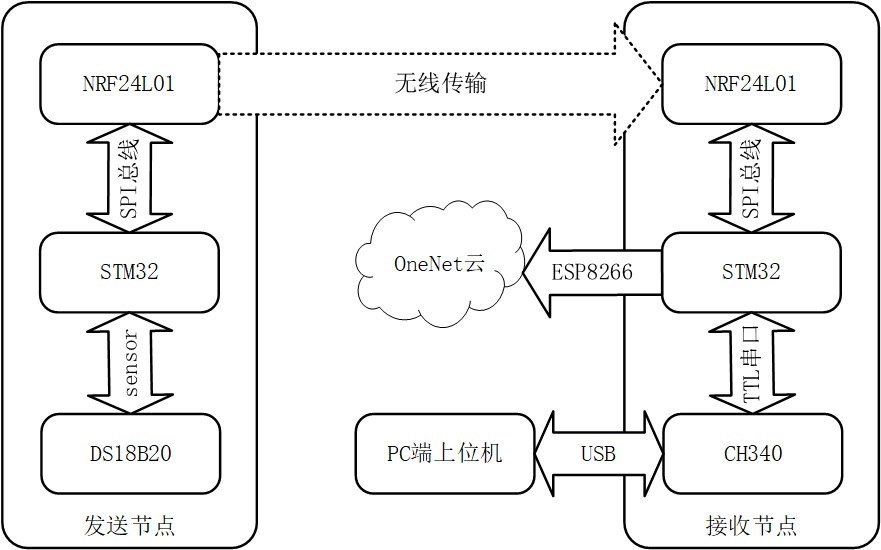 NRF24L01
无线传输
NRF24L01
SPI总线
SPI总线
STM32
OneNet云
ESP8266
STM32
sensor
TTL串口
DS18B20
PC端上位机
USB
CH340
发送节点
接收节点